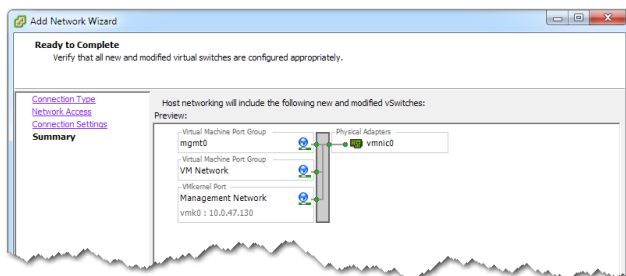 Add Network Wizard
Ready to Complete
Verify that all new and modified virtual switches are configured appropriately.
Connection Type
Network Access
Connection Settings
Summary
Host networking will include the following new and modified vSwitches:
Preview:
Virtual Machine Port Group
mgmt0
Physical Adapters
vmnic0
Virtual Machine Port Group
VM Network
VMkernel Port
Management Network
vmk0 : 10.0.47.130